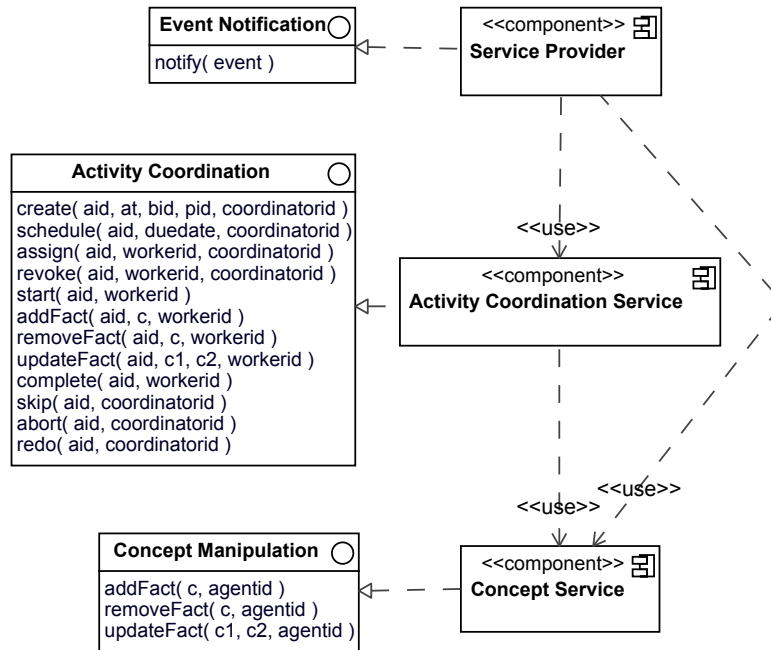 Event Notification
notify( event )
<<component>>
Service Provider
Activity Coordination
create( aid, at, bid, pid, coordinatorid )
schedule( aid, duedate, coordinatorid )
assign( aid, workerid, coordinatorid )
revoke( aid, workerid, coordinatorid )
start( aid, workerid )
addFact( aid, c, workerid )
removeFact( aid, c, workerid )
updateFact( aid, c1, c2, workerid )
complete( aid, workerid )
skip( aid, coordinatorid )
abort( aid, coordinatorid )
redo( aid, coordinatorid )
<<use>>
<<component>>
Activity Coordination Service
<<use>>
<<use>>
Concept Manipulation
addFact( c, agentid )
removeFact( c, agentid )
updateFact( c1, c2, agentid )
<<component>>
Concept Service